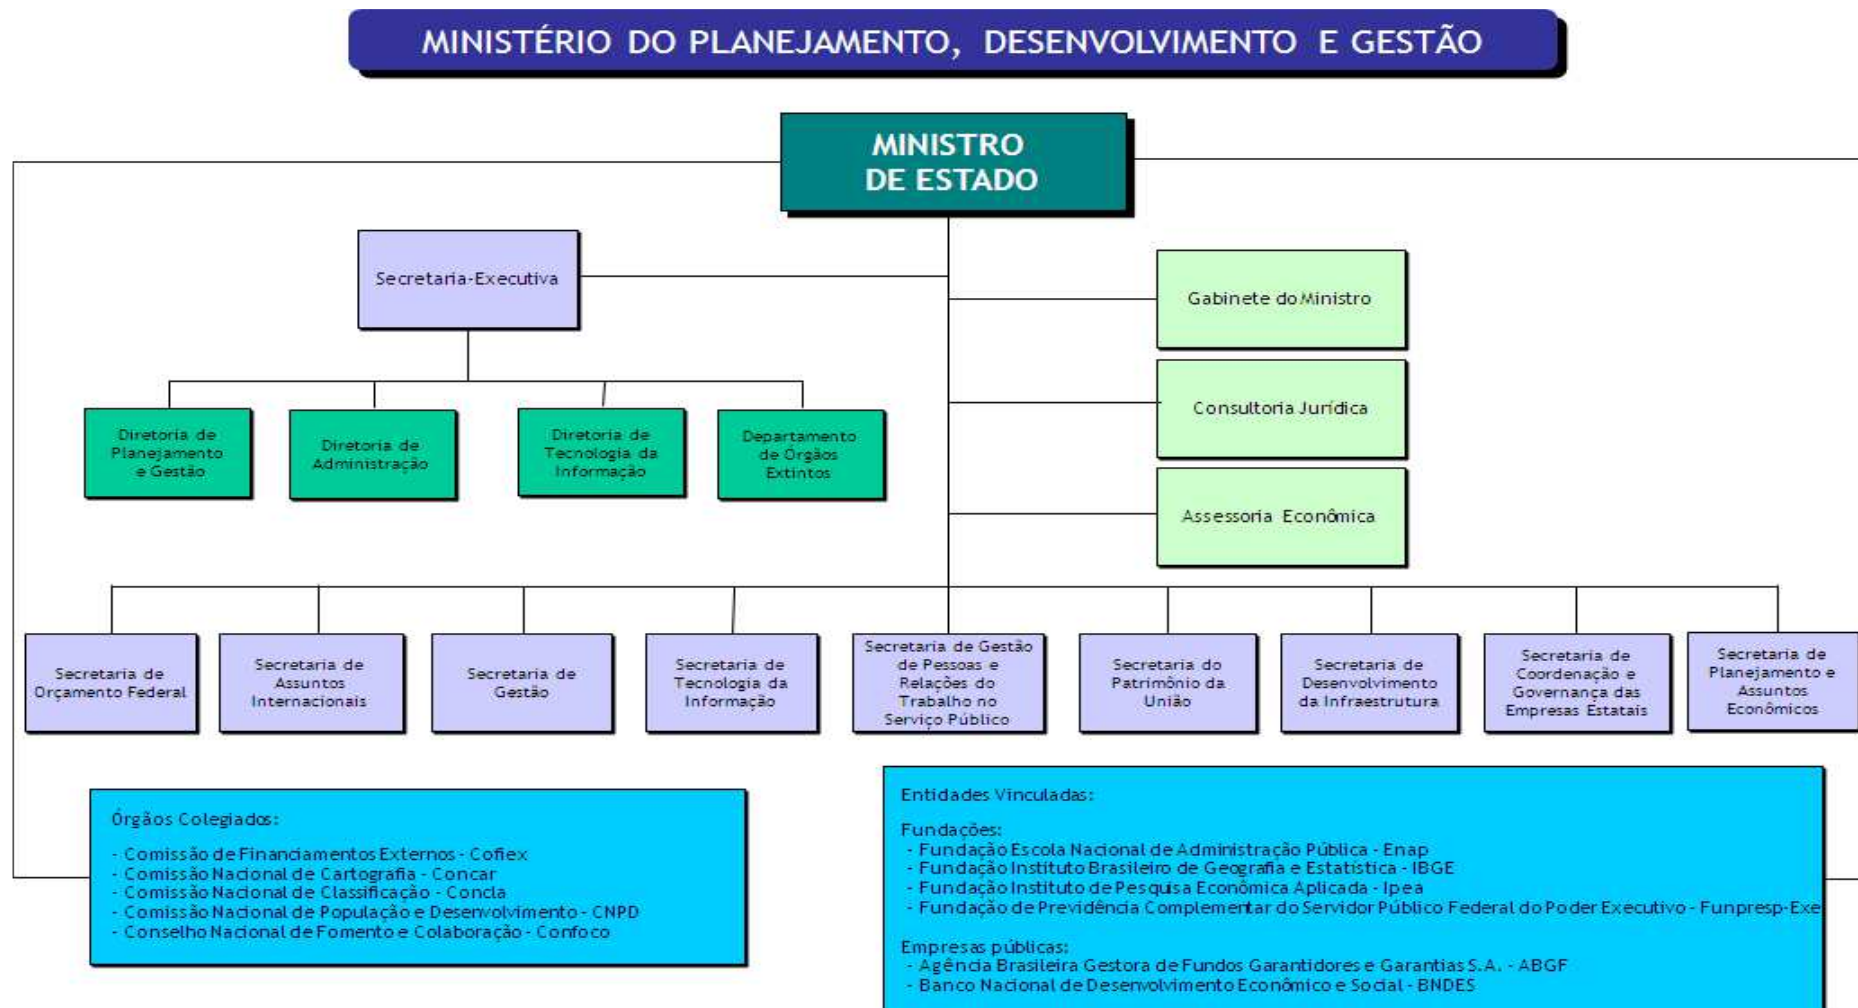 MINISTÉRIO DO PLANEJAMENTO, DESENVOLVIMENTO E GESTÃO
MINISTRO
DE ESTADO
Secretaria-Executiva
Gabinete do Ministro
Consultoria Jurídica
Assessoria Econômica
Diretoria de
Planejamento
e Gestão
Diretoria de
Administração
Diretoria de
Tecnologia da
Informação
Departamento
de Órgãos
Extintos
Secretaria de
Orçamento Federal
Secretaria de
Assuntos
Internacionais
Secretaria de
Gestão
Secretaria de
Tecnologia da
Informação
Secretaria de Gestão
de Pessoas e
Relações do
Trabalho no
Serviço Público
Secretaria do
Patrimônio da
União
Secretaria de
Desenvolvimento
da Infraestrutura
Secretaria de
Coordenação e
Governança das
Empresas Estatais
Secretaria de
Planejamento e
Assuntos
Econômicos
Órgãos Colegiados:
- Comissão de Financiamentos Externos - Cofiex
- Comissão Nacional de Cartografia - Concar
- Comissão Nacional de Classificação - Concla
- Comissão Nacional de População e Desenvolvimento - CNPD
- Conselho Nacional de Fomento e Colaboração - Confoco
Entidades Vinculadas:
Fundações:
- Fundação Escola Nacional de Administração Pública - Enap
- Fundação Instituto Brasileiro de Geografia e Estatística - IBGE
- Fundação Instituto de Pesquisa Econômica Aplicada - Ipea
- Fundação de Previdência Complementar do Servidor Público Federal do Poder Executivo - Funpresp-Exe
Empresas públicas:
- Agência Brasileira Gestora de Fundos Garantidores e Garantias S.A. - ABGF
- Banco Nacional de Desenvolvimento Econômico e Social - BNDES